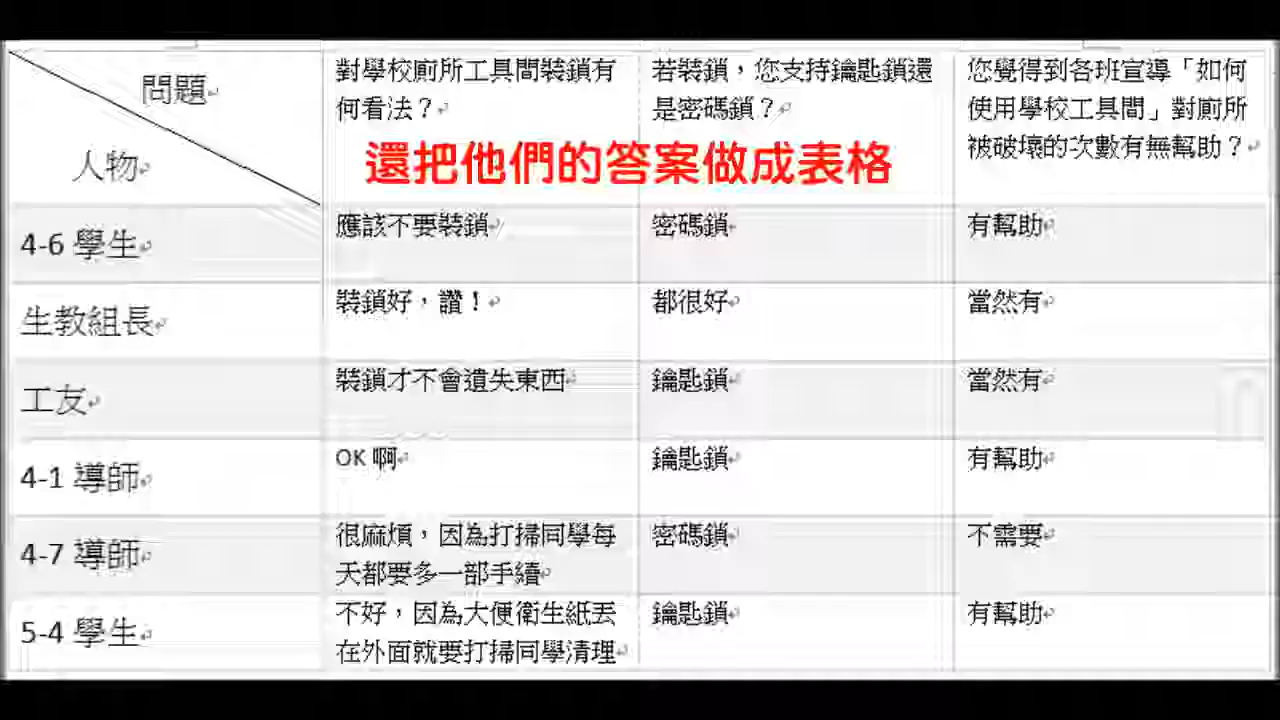 問題
人物
對學校廁所工具間裝鎖有
何看法？
若裝鎖，您支持鑰匙鎖還
是密碼鎖？
您覺得到各班宣導「如何
使用學校工具間」對廁所
被破壞的次數有無幫助？
還把他們的答案做成表格
4-6 學生
應該不要裝鎖
密碼鎖
有幫助
生教組長
裝鎖好，讚！
都很好
當然有
工友
裝鎖才不會遺失東西
鑰匙鎖
當然有
4-1 導師
OK 啊
鑰匙鎖
有幫助
4-7 導師
很麻煩，因為打掃同學每
天都要多一部手續
密碼鎖
不需要
5-4 學生
不好，因為大便衛生紙丟
在外面就要打掃同學清理
鑰匙鎖
有幫助